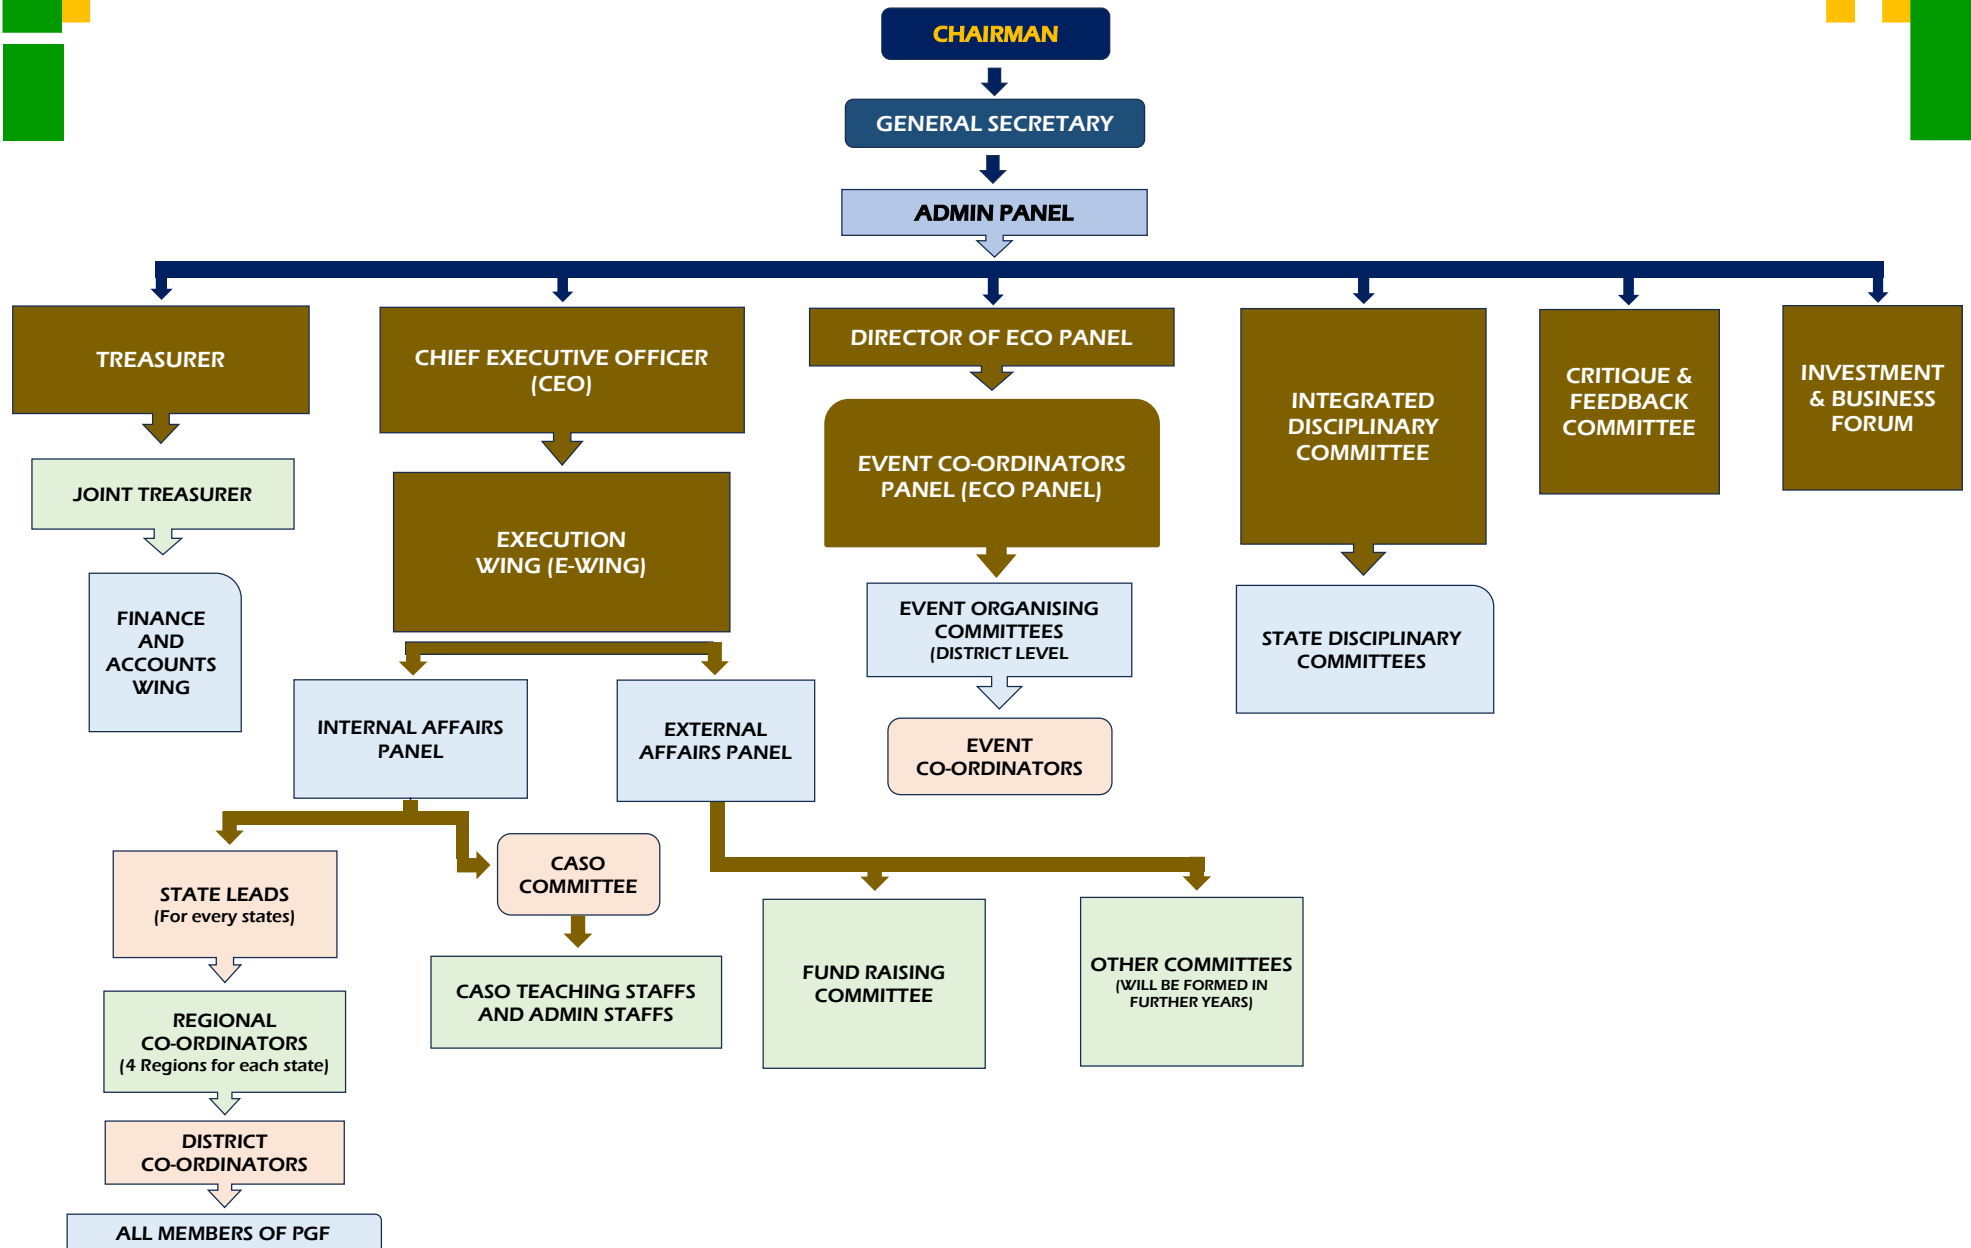 CHAIRMAN
GENERAL SECRETARY
ADMIN PANEL
TREASURER
CHIEF EXECUTIVE OFFICER
(CEO)
DIRECTOR OF ECO PANEL
INTEGRATED
DISCIPLINARY
COMMITTEE
CRITIQUE &
FEEDBACK
COMMITTEE
INVESTMENT
& BUSINESS
FORUM
JOINT TREASURER
EXECUTION
WING (E-WING)
EVENT CO-ORDINATORS
PANEL (ECO PANEL)
FINANCE
AND
ACCOUNTS
WING
EVENT ORGANISING
COMMITTEES
(DISTRICT LEVEL
STATE DISCIPLINARY
COMMITTEES
INTERNAL AFFAIRS
PANEL
EXTERNAL
AFFAIRS PANEL
EVENT
CO-ORDINATORS
STATE LEADS
(For every states)
CASO
COMMITTEE
CASO TEACHING STAFFS
AND ADMIN STAFFS
FUND RAISING
COMMITTEE
OTHER COMMITTEES
(WILL BE FORMED IN
FURTHER YEARS)
REGIONAL
CO-ORDINATORS
(4 Regions for each state)
DISTRICT
CO-ORDINATORS
ALL MEMBERS OF PGF